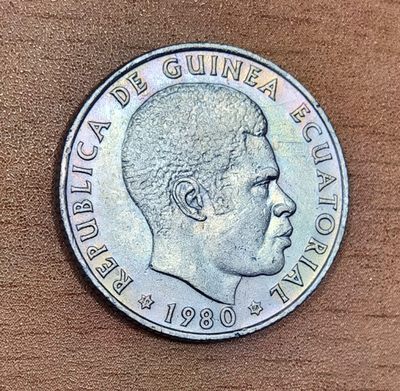 REPUBLICA DE GUINEA ECUATORIAL
1980